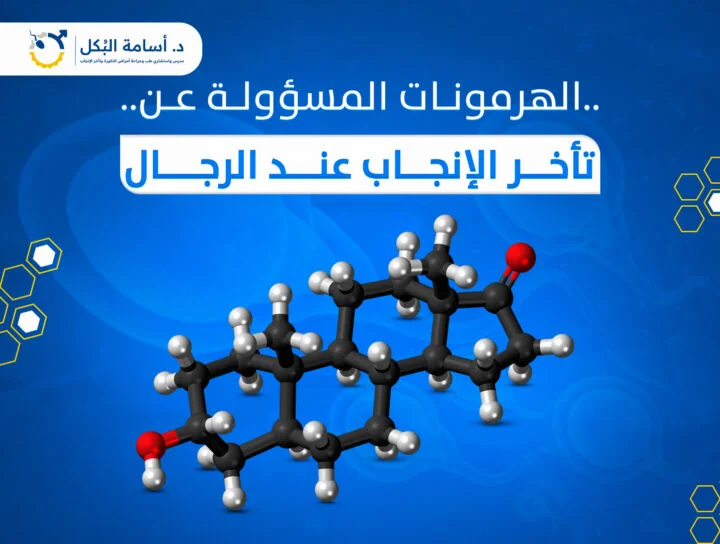 د. أسامة البُكل
مدرس واستشاري طب وجراحة أمراض الذكورة وتأخر الإنجاب
..الهرمونات المسؤولة عن..
تأخر الإنجاب عند الرجال